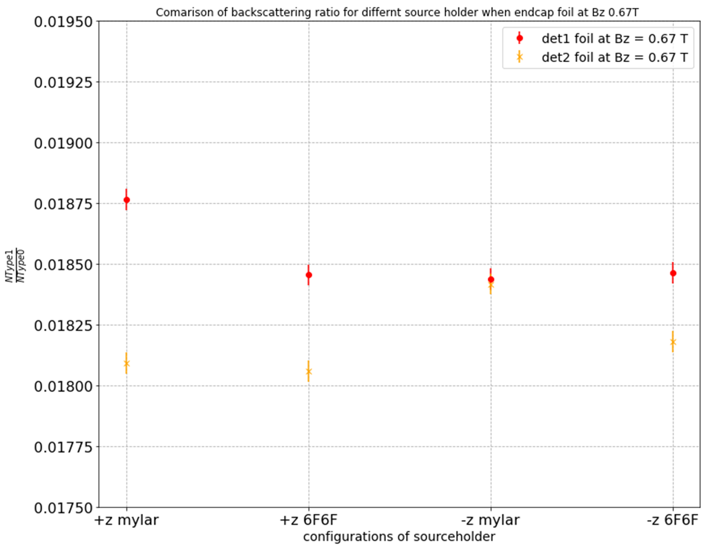 Comarison of backscattering ratio for differnt source holder when endcap foil at Bz 0.67T
det1 foil at Bz = 0.67 T
det2 foil at Bz = 0.67 T
0.01950
0.01925
0.01900
0.01875
0.01850
0.01825
0.01800
0.01775
0.01750
NType1
NType0
+z mylar +z 6F6F -z mylar -z 6F6F
configurations of sourceholder